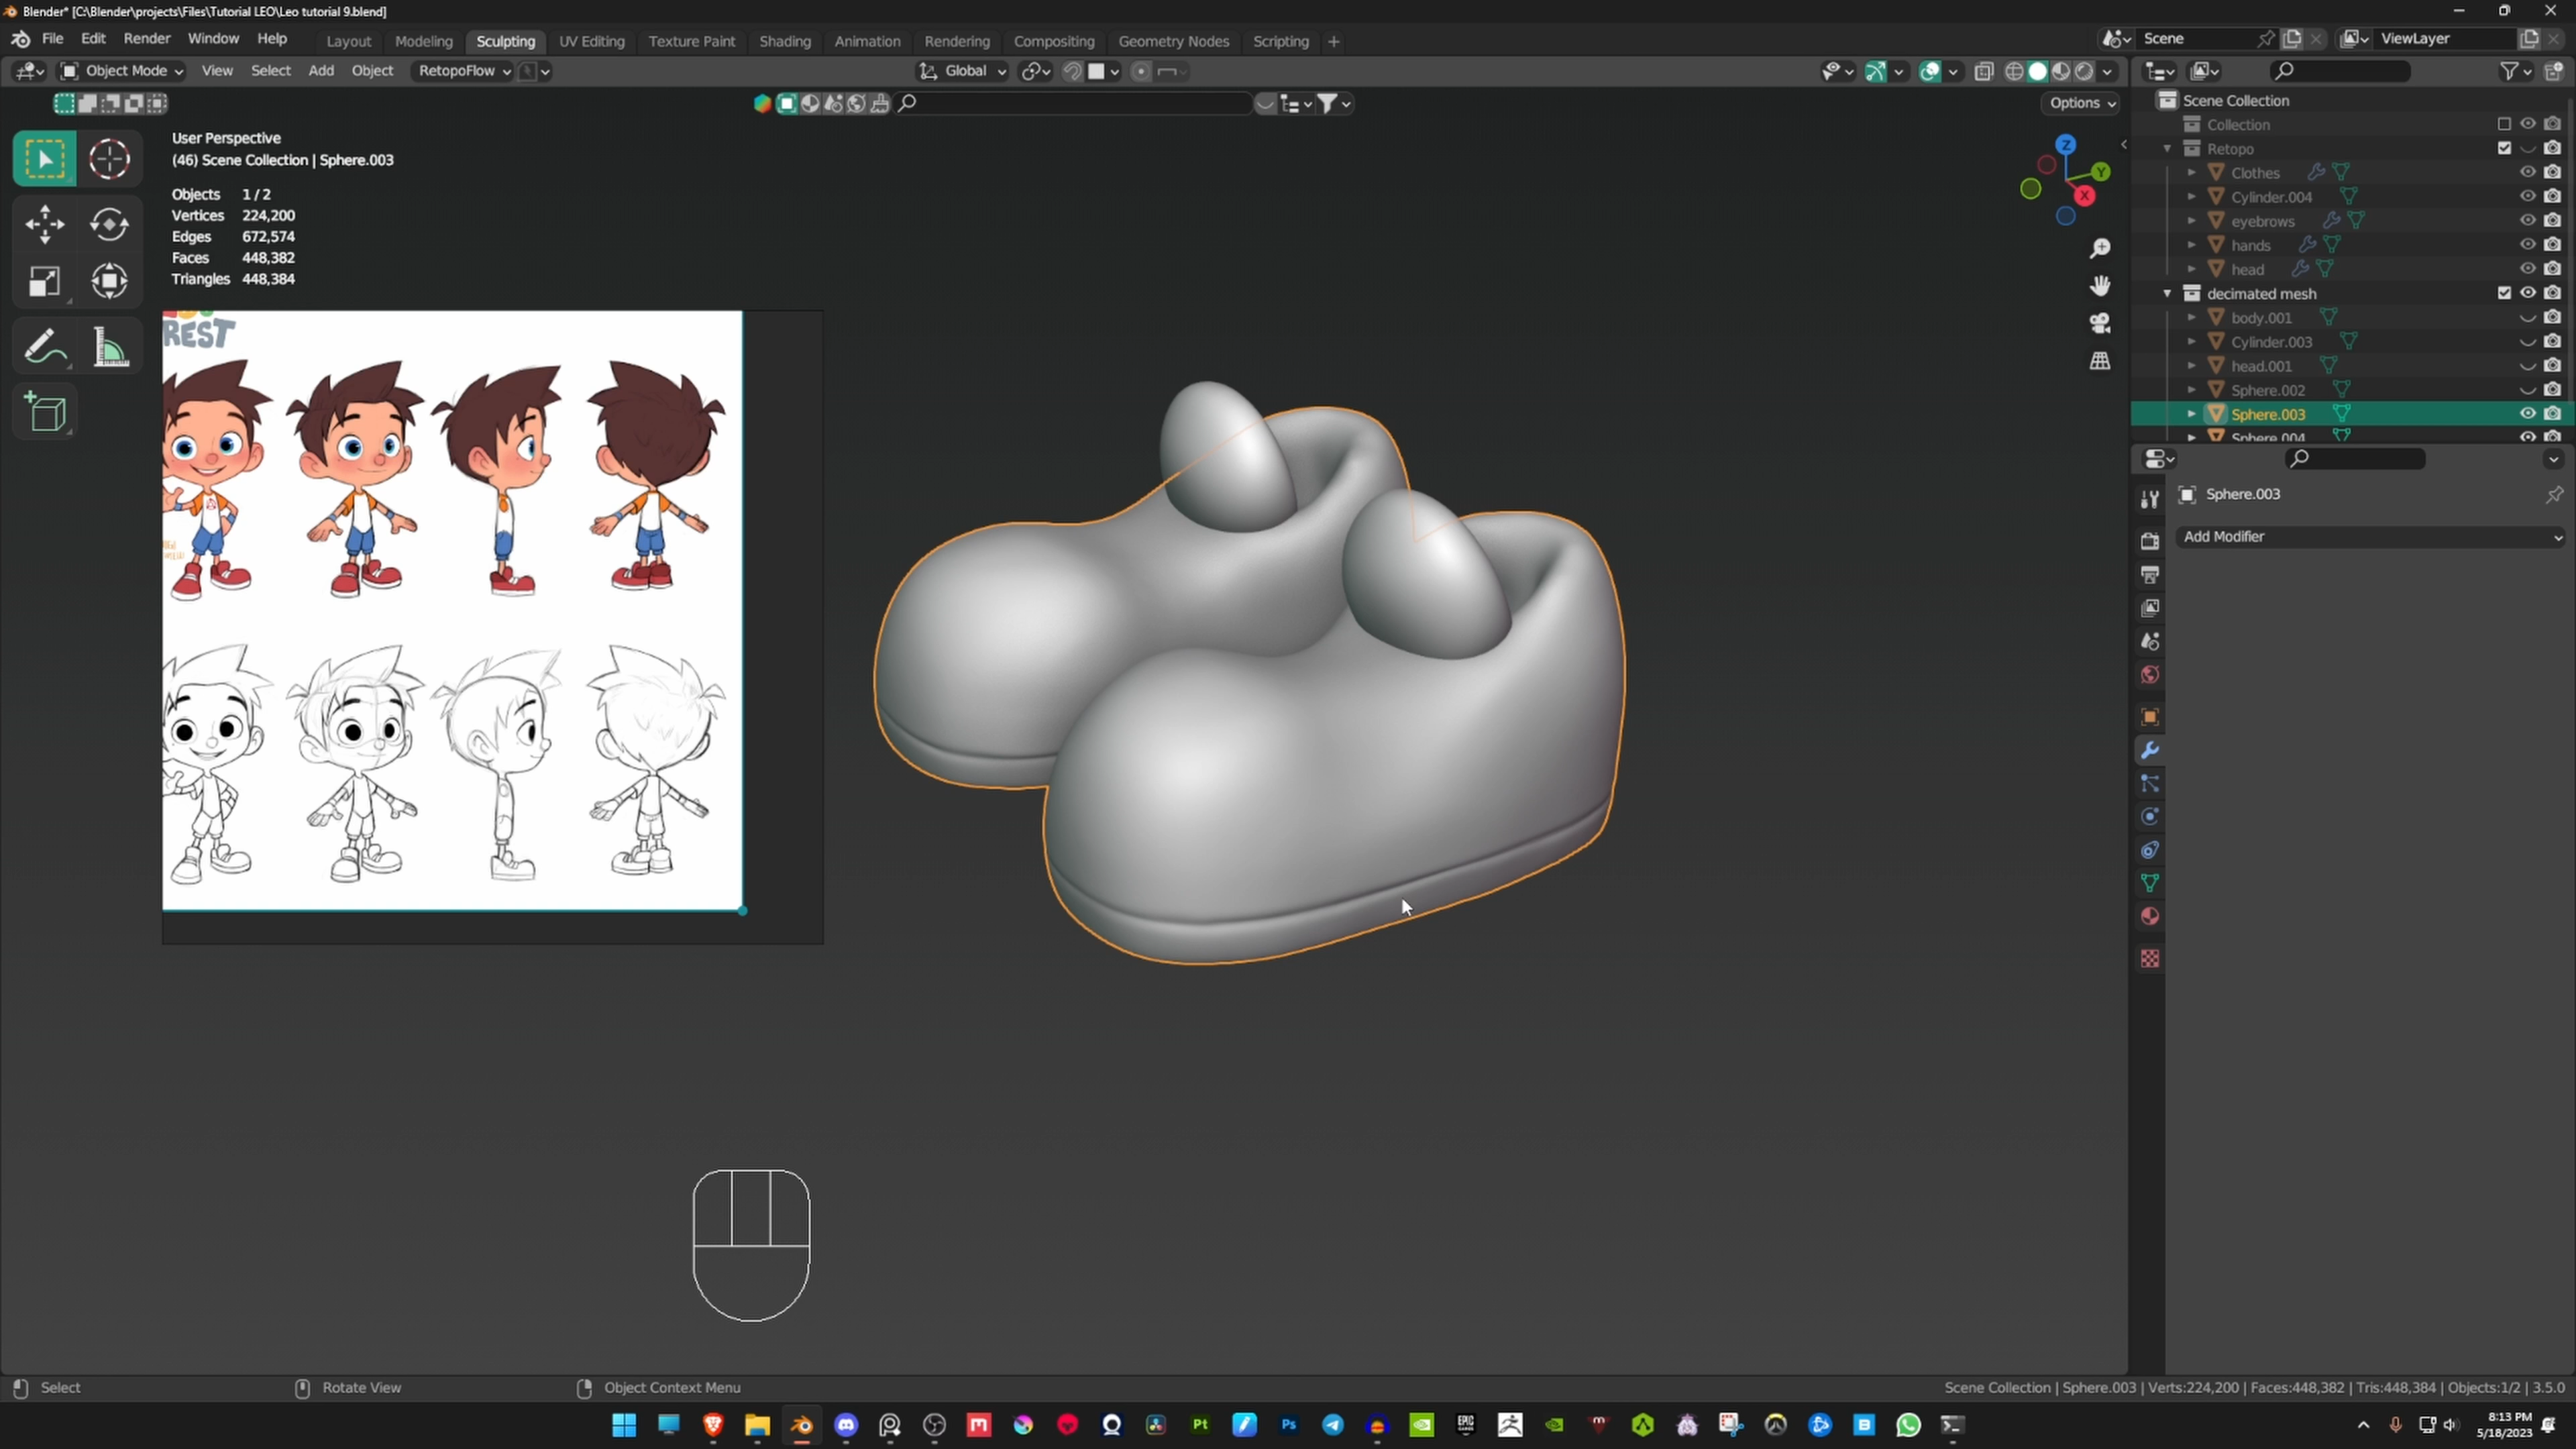 Blender* [C:\Blender\projects\Files\Tutorial LEO\Leo tutorial 9.blend]
File Edit Render Window Help
Layout Modeling Sculpting UV Editing Texture Paint Shading Animation Rendering Compositing Geometry Nodes Scripting +
Scene
ViewLayer
Object Mode View Select Add Object RetopoFlow
Global
Options
User Perspective
(46) Scene Collection | Sphere.003
Objects 1 / 2
Vertices 224,200
Edges 672,574
Faces 448,382
Triangles 448,384
REST
Z
Y
X
Scene Collection
Collection
Retopo
Clothes
Cylinder.004
eyebrows
hands
head
decimated mesh
body.001
Cylinder.003
head.001
Sphere.002
Sphere.003
Sphere.004
Sphere.003
Add Modifier
Select
Rotate View
Object Context Menu
Scene Collection | Sphere.003 | Verts:224,200 | Faces:448,382 | Tris:448,384 | Objects:1/2 | 3.5.0
M
Pt
Ps
EPIC GAMES
B
8:13 PM
5/18/2023